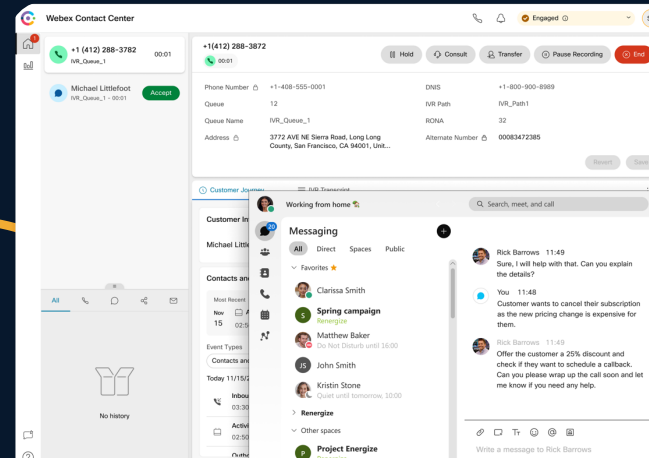 Webex Contact Center
Engaged
1
+1 (412) 288-3782
IVR_Queue_1
00:01
Michael Littlefoot
IVR_Queue_1 - 00:01
Accept
All
No history
+1(412) 288-3872
00:01
Hold
Consult
Transfer
Pause Recording
End
Phone Number
+1-408-555-0001
DNIS
+1-800-900-8989
Queue
12
IVR Path
IVR_Path1
Queue Name
IVR_Queue_1
RONA
32
Address
3772 AVE NE Sierra Road, Long Long
County, San Francisco, CA 94001, Unit...
Alternate Number
00083472385
Revert
Save
Customer Journey
IVR Transcript
Customer In
Michael Little
Contacts and
Most Recent
Nov
15
02:5
Event Types
Contacts and
Today 11/15/2
Inbou
03:30
Activi
02:50
Outbo
Working from home
Search, meet, and call
20
Messaging
All
Direct
Spaces
Public
Favorites
Clarissa Smith
S
Spring campaign
Renergize
Matthew Baker
Do Not Disturb until 16:00
JS
John Smith
Kristin Stone
Quiet until tomorrow, 10:00
Renergize
Other spaces
P
Project Energize
Rick Barrows 11:49
Sure, I will help with that. Can you explain
the details?
You 11:48
Customer wants to cancel their subscription
as the new pricing change is expensive for
them.
Rick Barrows 11:49
Offer the customer a 25% discount and
check if they want to schedule a callback.
Can you please wrap up the call soon and let
me know if you need any help.
Write a message to Rick Barrows